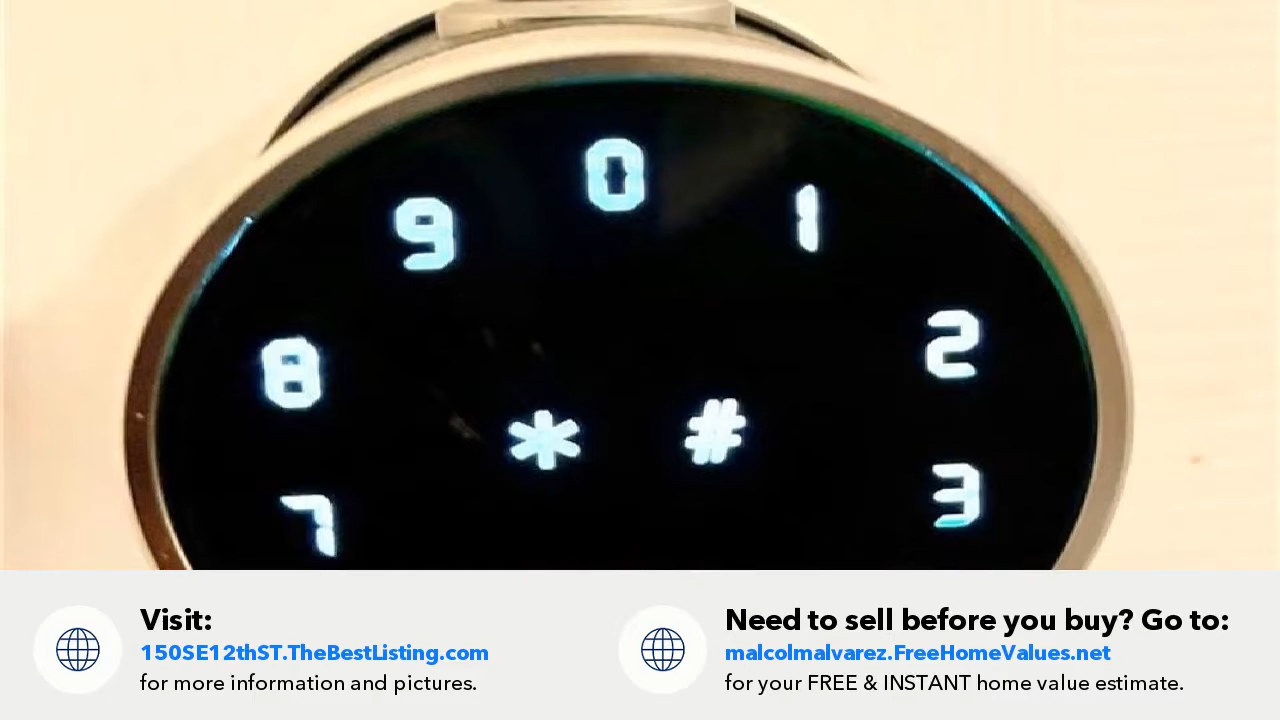 0
9 1
8 2
* #
7 3
Visit:
150SE12thST.TheBestListing.com
for more information and pictures.
Need to sell before you buy? Go to:
malcolmalvarez.FreeHomeValues.net
for your FREE & INSTANT home value estimate.